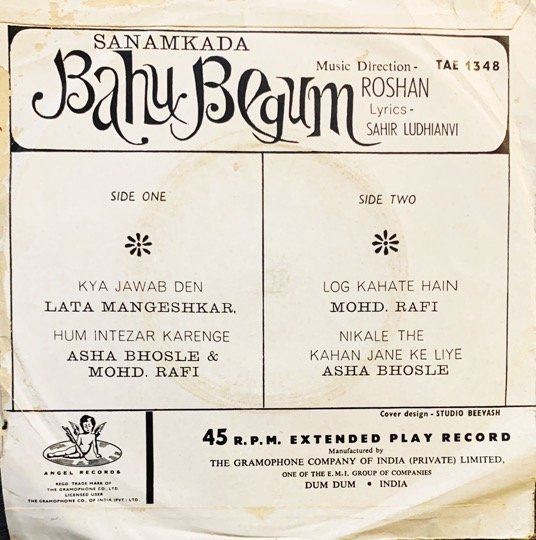 SANAMKADA
Bahu Begum
Music Direction -
TAE 1348
ROSHAN
Lyrics -
SAHIR LUDHIANVI
SIDE ONE
KYA JAWAB DEN
LATA MANGESHKAR,
HUM INTEZAR KARENGE
ASHA BHOSLE &
MOHD. RAFI
SIDE TWO
LOG KAHATE HAIN
MOHD. RAFI
NIKALE THE
KAHAN JANE KE LIYE
ASHA BHOSLE
Cover design - STUDIO BEEVASH
ANGEL RECORDS
REGD. TRADE MARK OF
THE GRAMOPHONE CO., LTD.
LICENSED USER
THE GRAMOPHONE CO., OF INDIA (PVT.) LTD.
45 R.P.M. EXTENDED PLAY RECORD
Manufactured by
THE GRAMOPHONE COMPANY OF INDIA (PRIVATE) LIMITED,
ONE OF THE E.M.I. GROUP OF COMPANIES
DUM DUM • INDIA